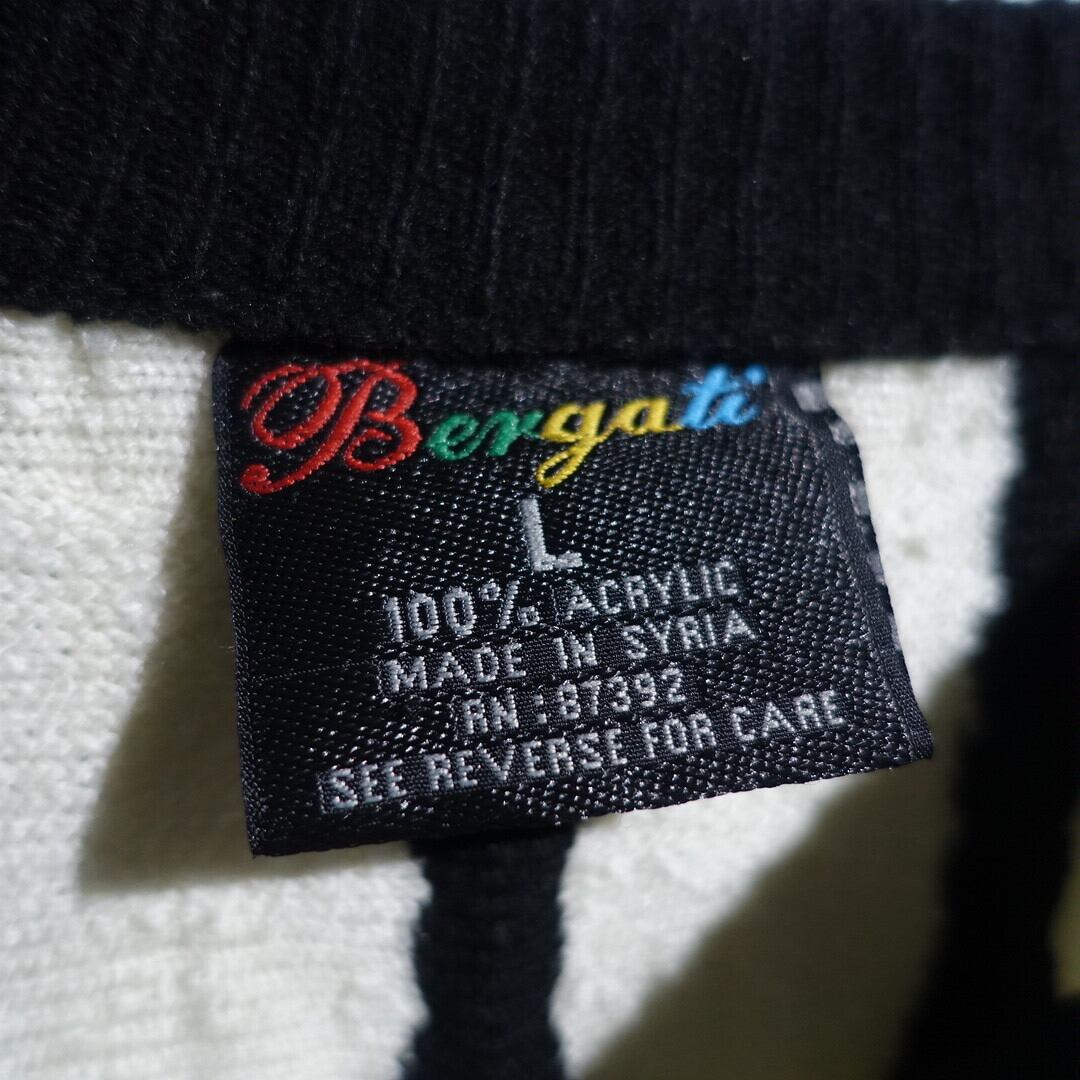 Bergati
L
100% ACRYLIC
MADE IN SYRIA
RN: 87392
SEE REVERSE FOR CARE